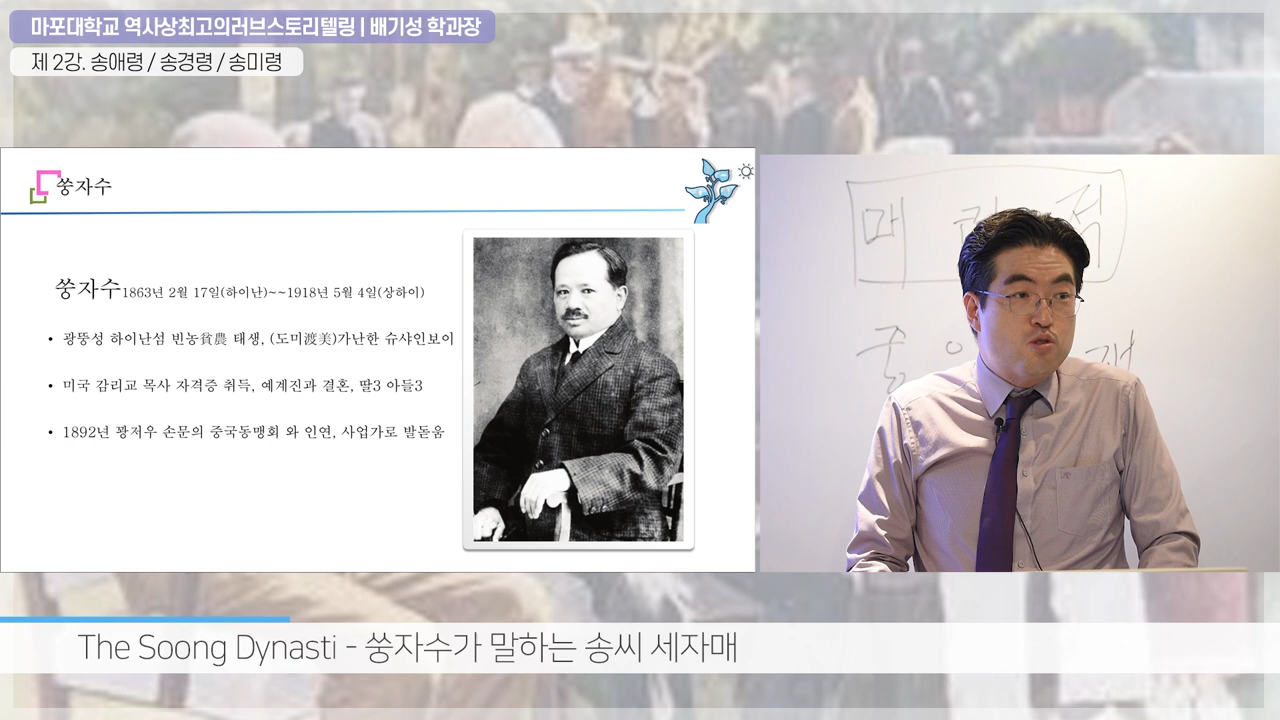 마포대학교 역사상최고의러브스토리텔링 | 배기성 학과장
제 2강. 송애령 / 송경령 / 송미령
쑹자수
쑹자수1863년 2월 17일(하이난)~~1918년 5월 4일(상하이)
• 광뚱성 하이난섬 빈농貧農 태생, (도미渡美)가난한 슈샤인보이
• 미국 감리교 목사 자격증 취득, 예계진과 결혼, 딸3 아들3
• 1892년 꽝저우 손문의 중국동맹회 와 인연, 사업가로 발돋움
매 점
중
The Soong Dynasti - 쑹자수가 말하는 송씨 세자매